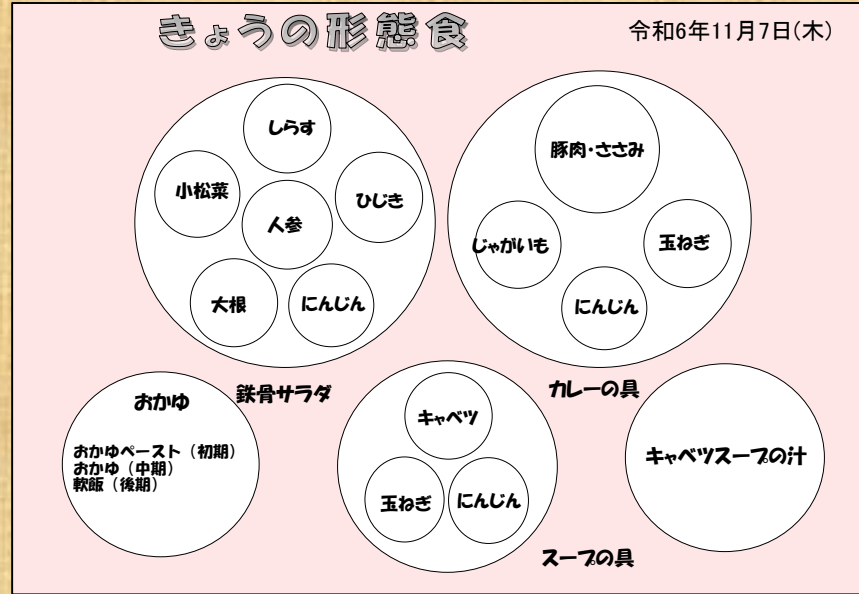 きょうの形態食
令和6年11月7日(木)
しらす
小松菜
ひじき
人参
大根
にんじん
鉄骨サラダ
豚肉・ささみ
じゃがいも
玉ねぎ
にんじん
カレーの具
おかゆ
おかゆペースト（初期）
おかゆ（中期）
軟飯（後期）
キャベツ
玉ねぎ
にんじん
スープの具
キャベツスープの汁